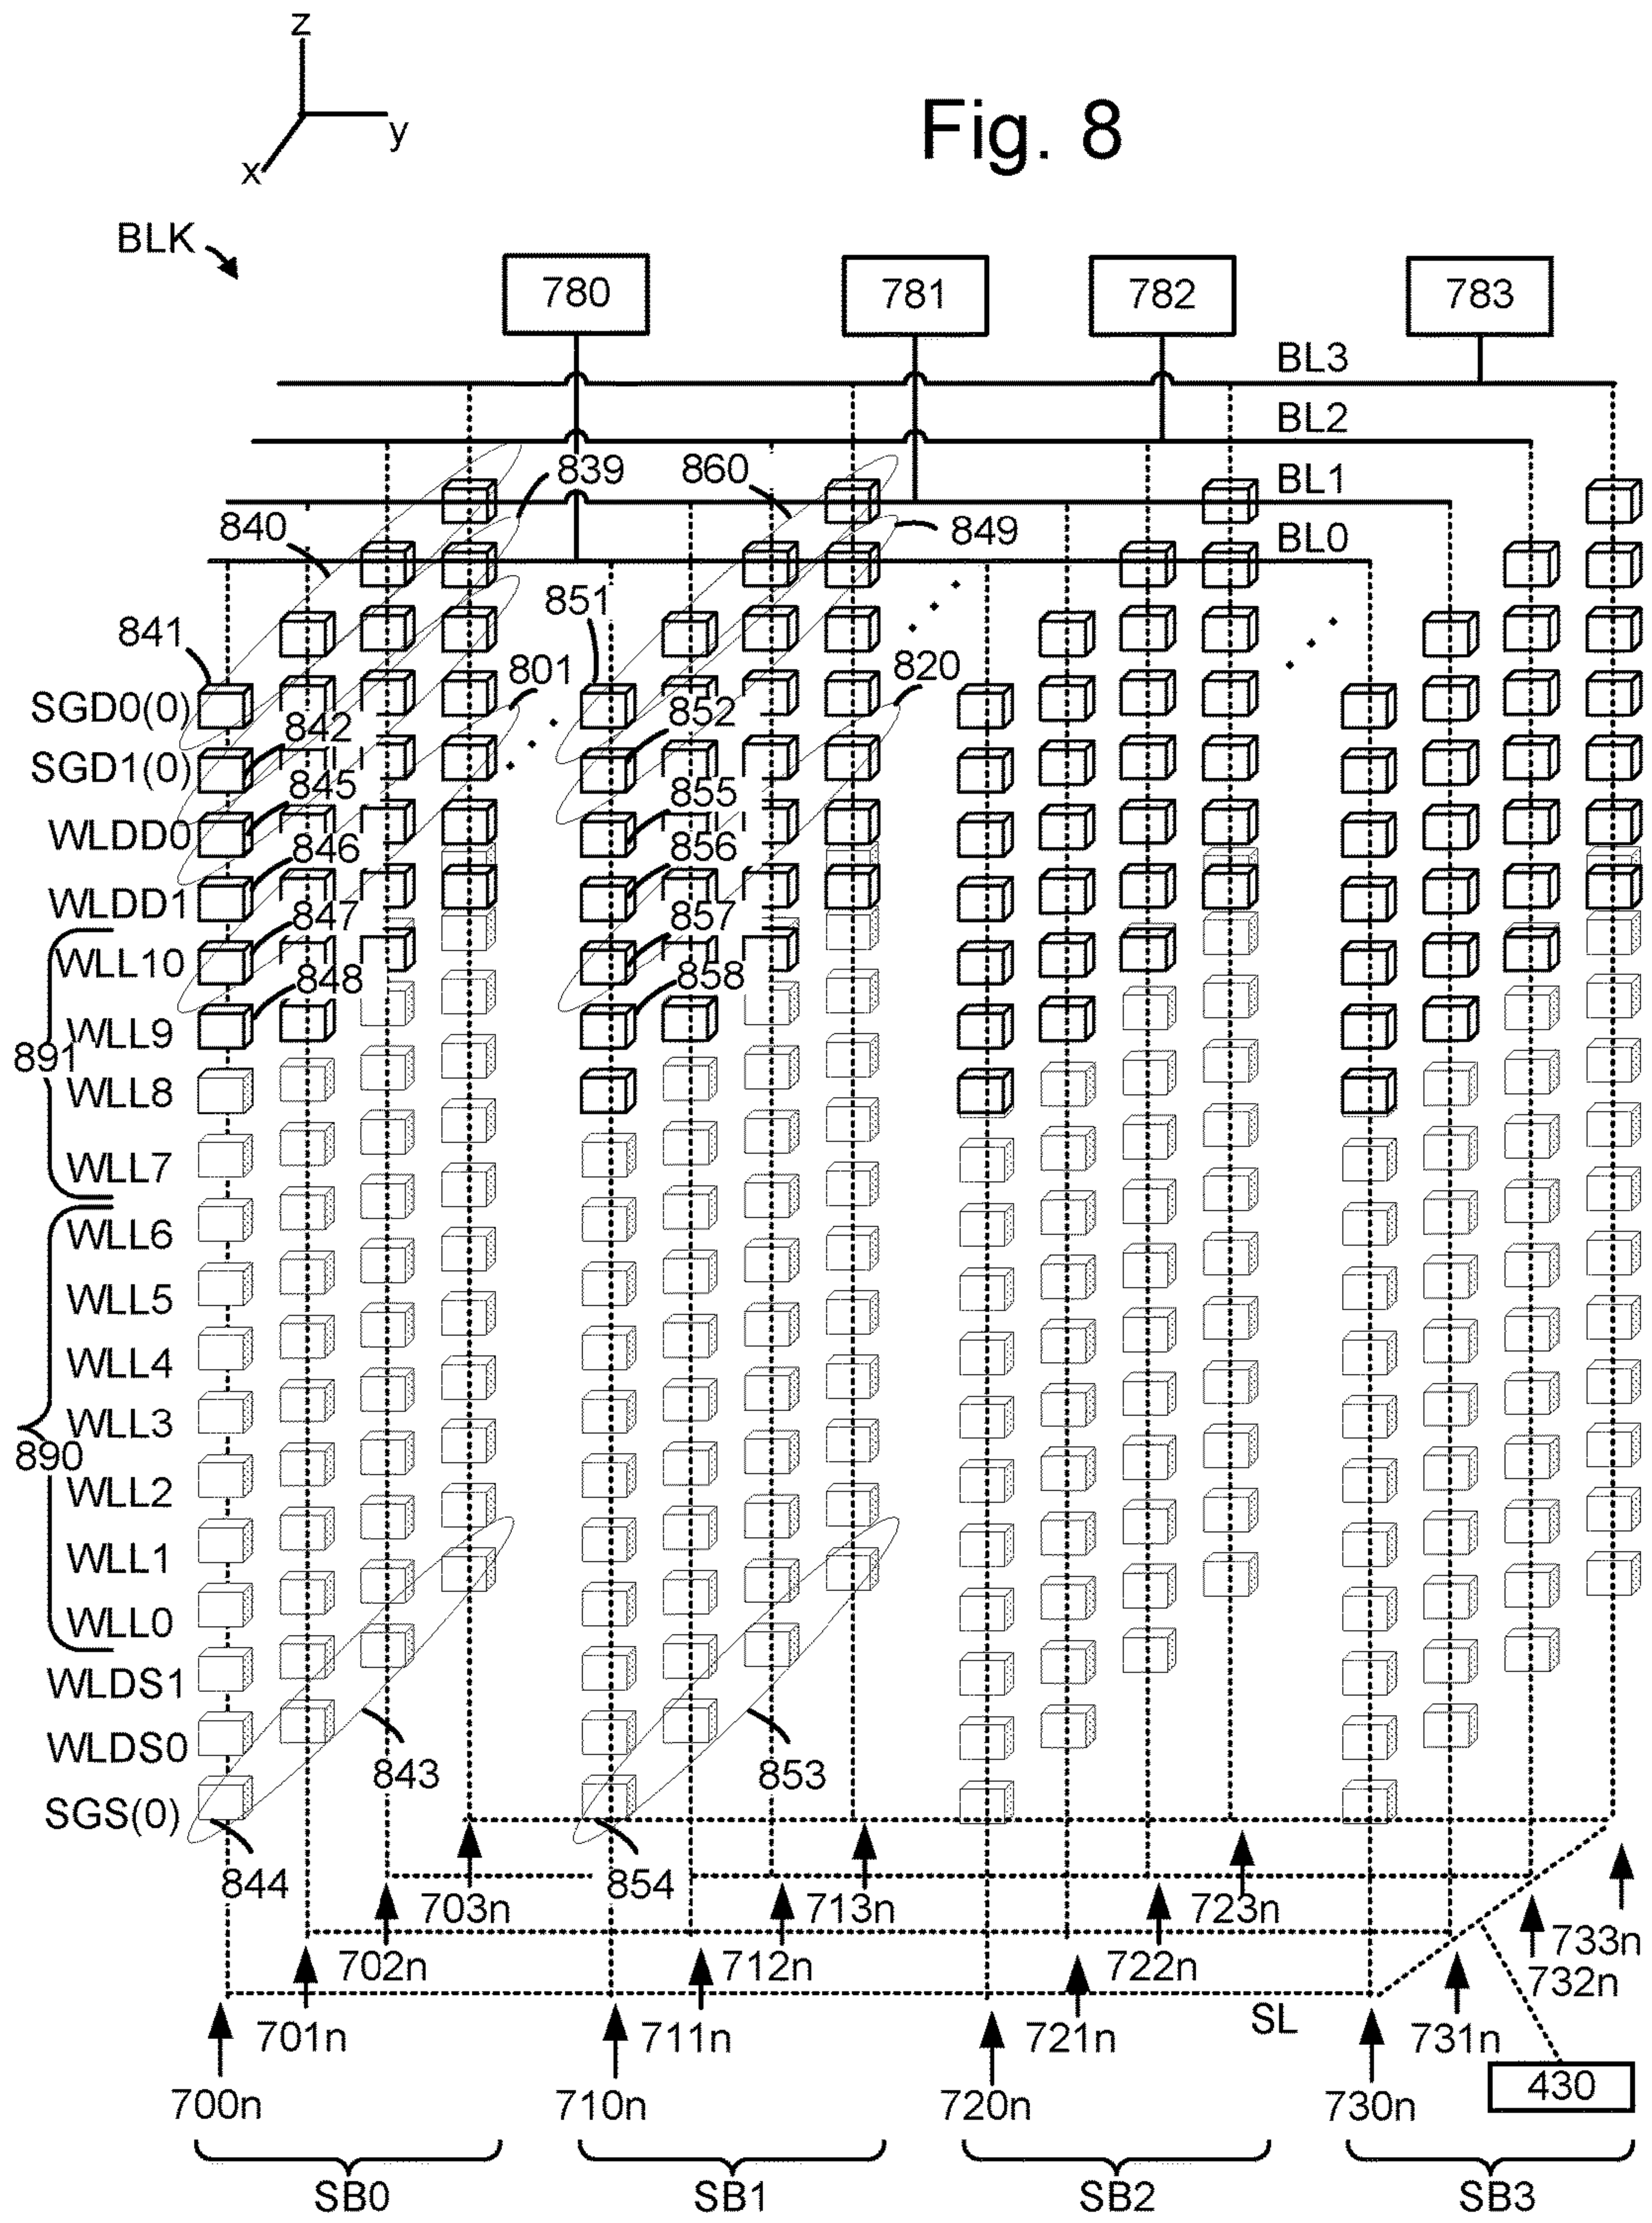 z
Fig. 8
y
x
BLK
780
781
782
783
BL3
BL2
839
860
BL1
840
849
BL0
851
841
801
820
SGD0(0)
842
852
SGD1(0)
845
855
WLDD0
846
856
WLDD1
847
857
WLL10
848
858
WLL9
891
WLL8
WLL7
WLL6
WLL5
WLL4
WLL3
890
WLL2
WLL1
WLL0
WLDS1
WLDS0
843
853
SGS(0)
844
854
703n
713n
723n
733n
702n
712n
722n
732n
SL
701n
711n
721n
731n
430
700n
710n
720n
730n
SB0
SB1
SB2
SB3